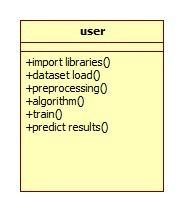 user
+import libraries()
+dataset load()
+preprocessing()
+algorithm()
+train()
+predict results()